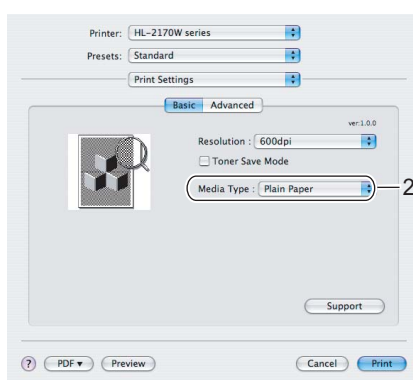 Printer: HL-2170W series
Presets: Standard
Print Settings
Basic Advanced
ver:1.0.0
Resolution : 600dpi
Toner Save Mode
Media Type : Plain Paper
2
Support
? PDF ▼ Preview Cancel Print